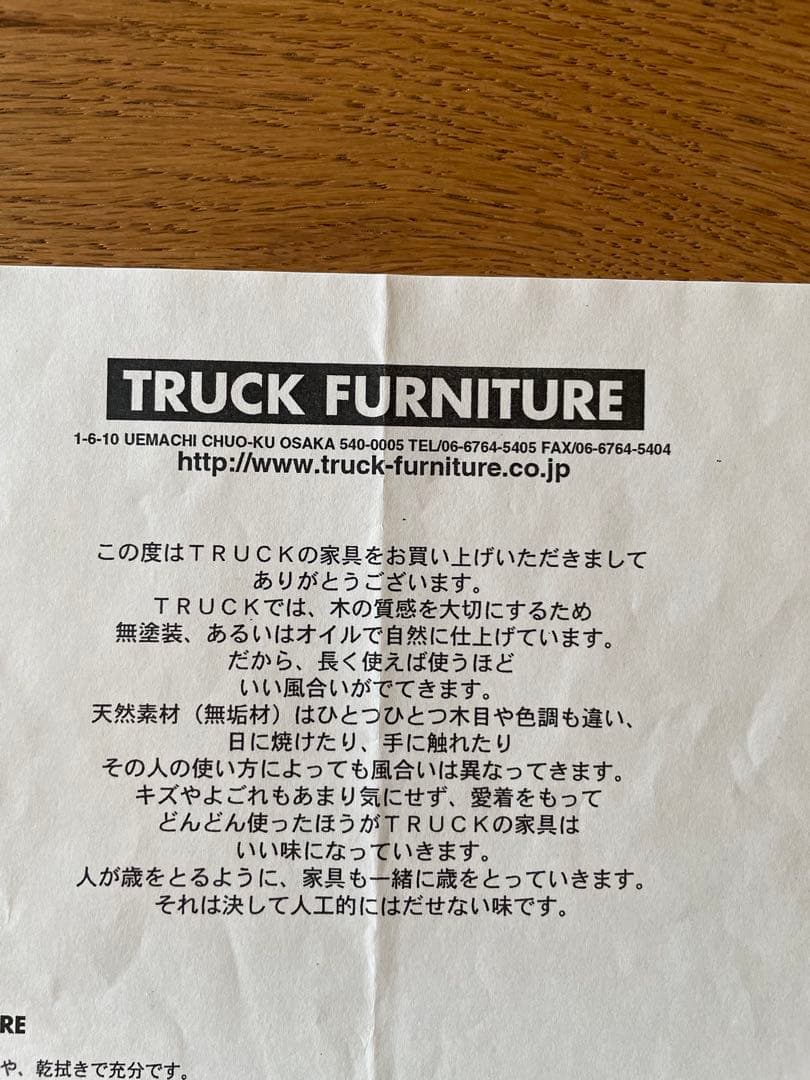 TRUCK FURNITURE
1-6-10 UEMACHI CHUO-KU OSAKA 540-0005 TEL/06-6764-5405 FAX/06-6764-5404
http://www.truck-furniture.co.jp
この度はＴＲＵＣＫの家具をお買い上げいただきまして
ありがとうございます。
ＴＲＵＣＫでは、木の質感を大切にするため
無塗装、あるいはオイルで自然に仕上げています。
だから、長く使えば使うほど
いい風合いがでてきます。
天然素材（無垢材）はひとつひとつ木目や色調も違い、
日に焼けたり、手に触れたり
その人の使い方によっても風合いは異なってきます。
キズやよごれもあまり気にせず、愛着をもって
どんどん使ったほうがＴＲＵＣＫの家具は
いい味になっていきます。
人が歳をとるように、家具も一緒に歳をとっていきます。
それは決して人工的にはだせない味です。
RE
や、乾拭きで充分です。